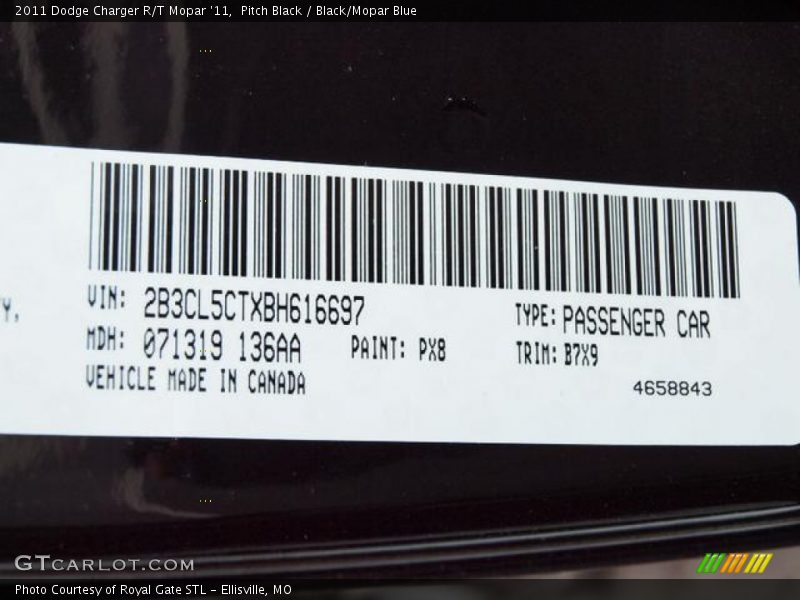 2011 Dodge Charger R/T Mopar '11,  Pitch Black / Black/Mopar Blue
Y,
VIN: 2B3CL5CTXBH616697
TYPE: PASSENGER CAR
MDH: 071319 136AA
PAINT: PX8
TRIM: B7X9
VEHICLE MADE IN CANADA
4658843
GTCARLOT.COM
Photo Courtesy of Royal Gate STL – Ellisville, MO